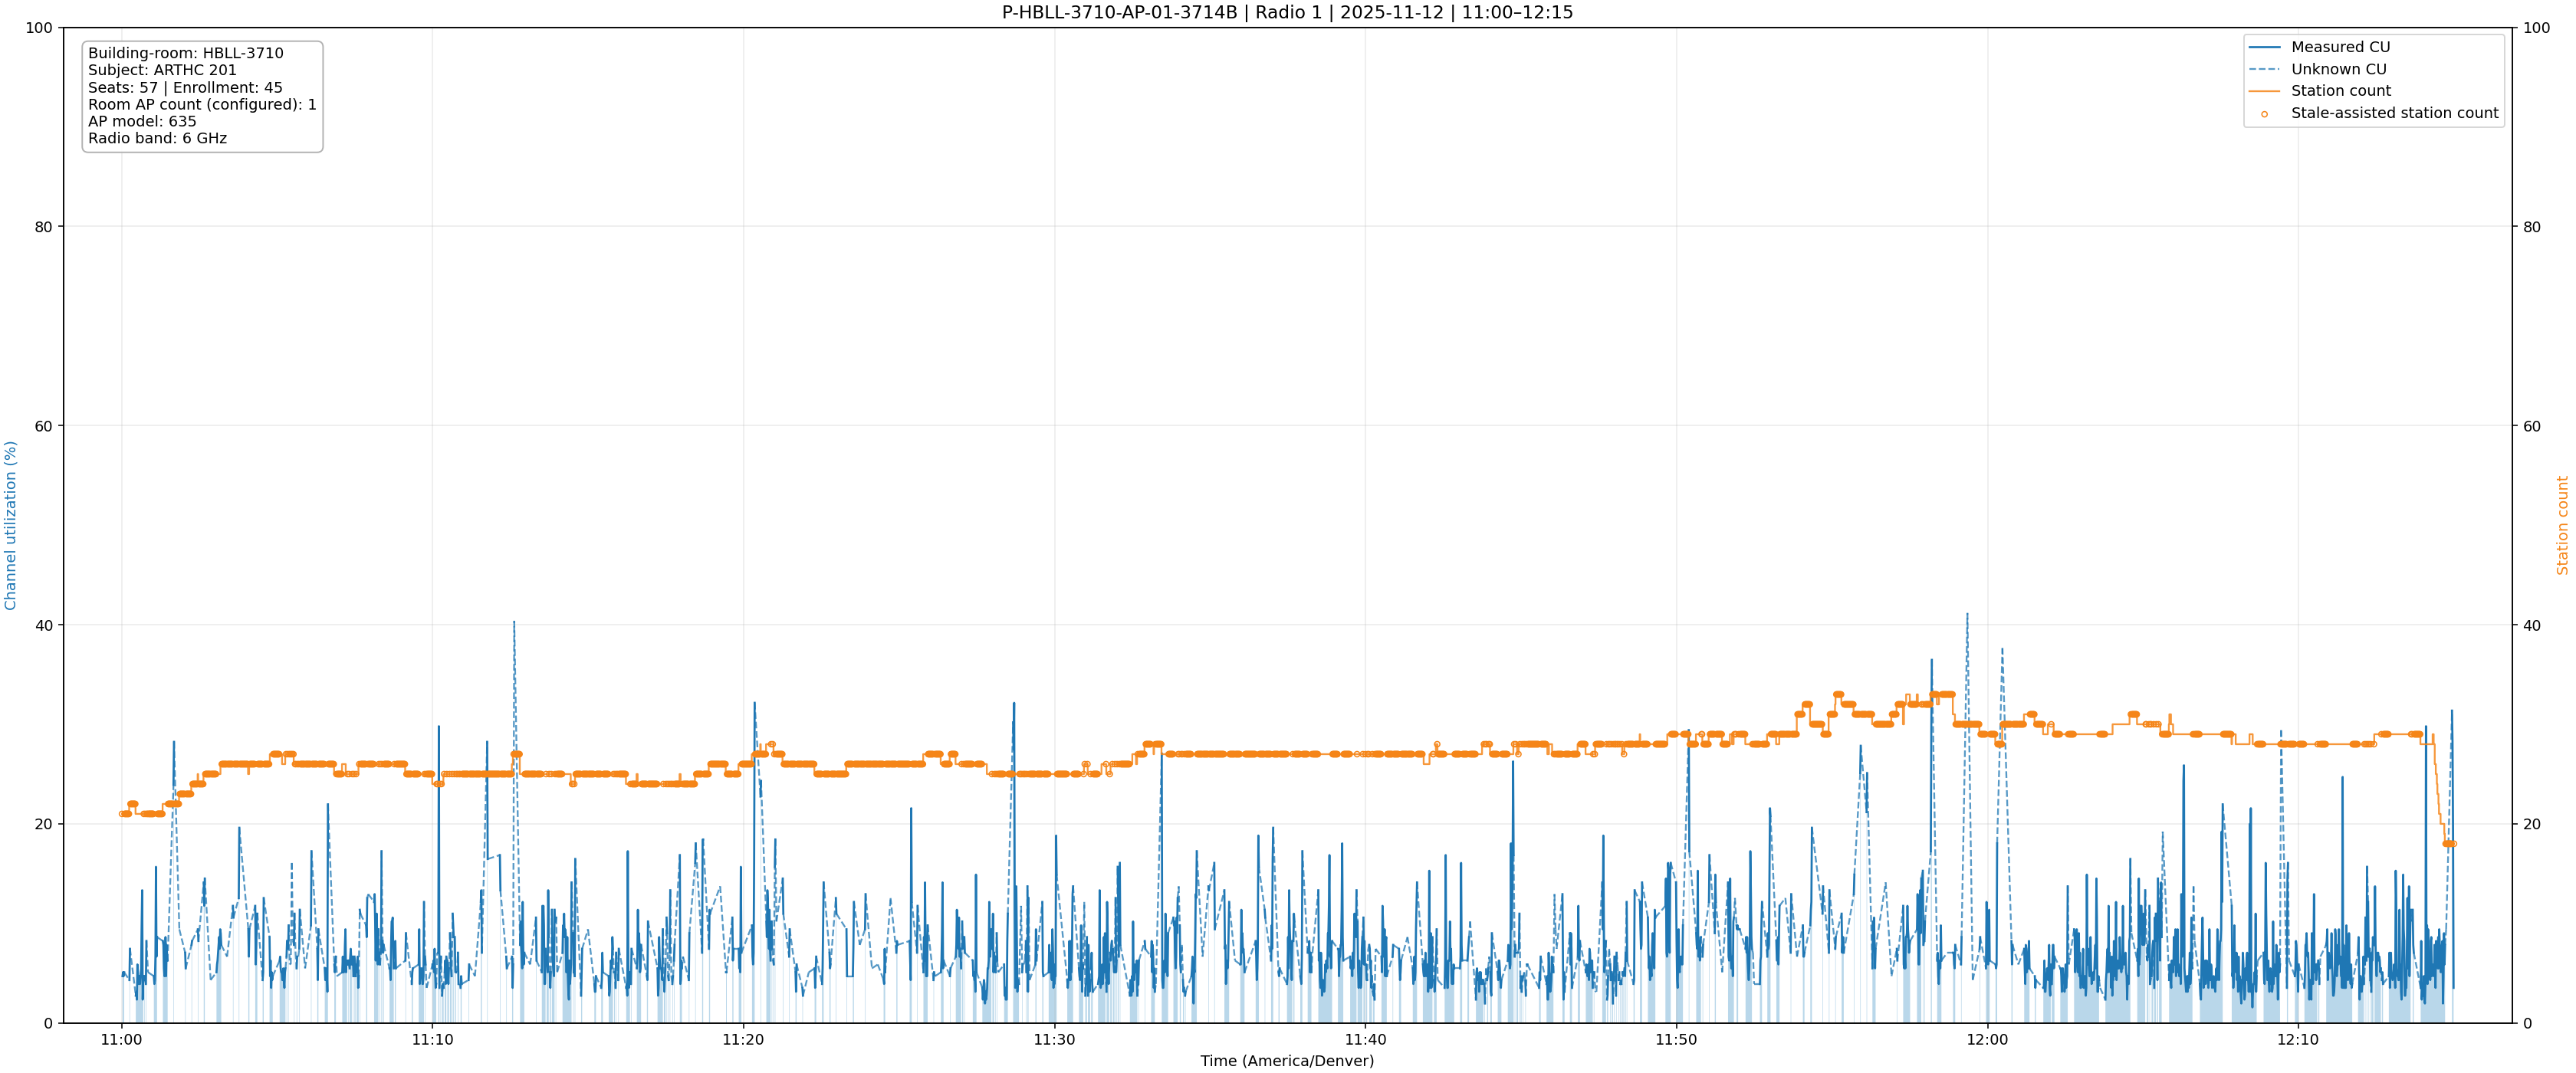 P-HBLL-3710-AP-01-3714B | Radio 1 | 2025-11-12 | 11:00–12:15
Building-room: HBLL-3710
Subject: ARTHC 201
Seats: 57 | Enrollment: 45
Room AP count (configured): 1
AP model: 635
Radio band: 6 GHz
Measured CU
Unknown CU
Station count
Stale-assisted station count
Channel utilization (%)
100
80
60
40
20
0
100
80
60
40
20
0
Station count
11:00 11:10 11:20 11:30 11:40 11:50 12:00 12:10
Time (America/Denver)